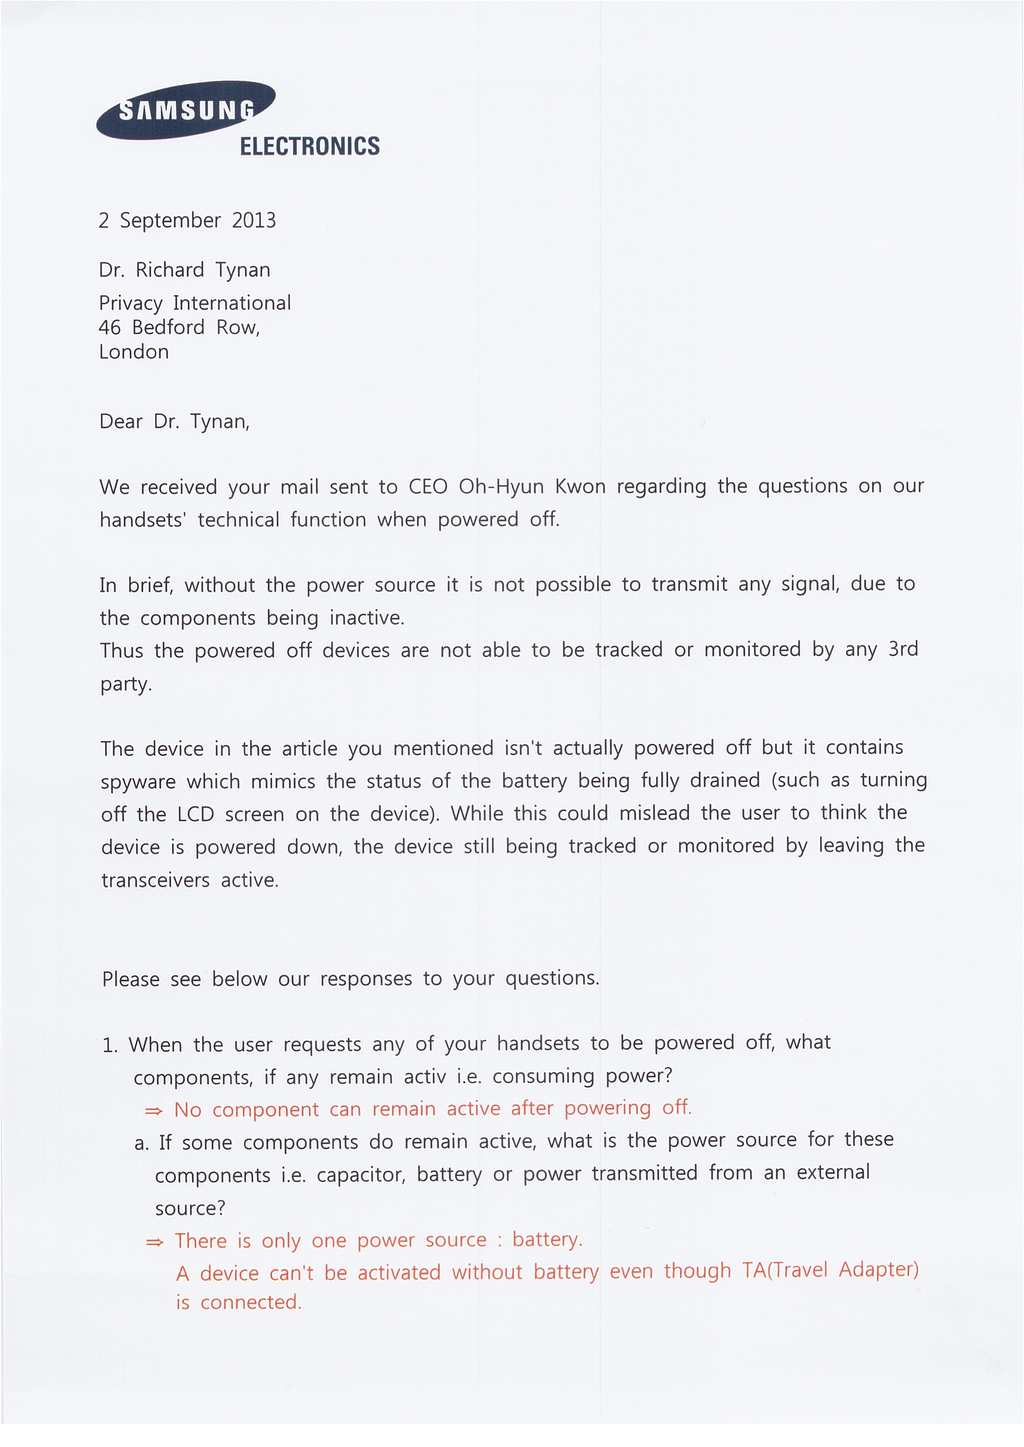 SAMSUNG
ELECTRONICS
2 September 2013
Dr. Richard Tynan
Privacy International
46 Bedford Row,
London
Dear Dr. Tynan,
We received your mail sent to CEO Oh-Hyun Kwon regarding the questions on our
handsets' technical function when powered off.
In brief, without the power source it is not possible to transmit any signal, due to
the components being inactive.
Thus the powered off devices are not able to be tracked or monitored by any 3rd
party.
The device in the article you mentioned isn't actually powered off but it contains
spyware which mimics the status of the battery being fully drained (such as turning
off the LCD screen on the device). While this could mislead the user to think the
device is powered down, the device still being tracked or monitored by leaving the
transceivers active.
Please see below our responses to your questions.
1. When the user requests any of your handsets to be powered off, what
components, if any remain activ i.e. consuming power?
⇒ No component can remain active after powering off.
a. If some components do remain active, what is the power source for these
components i.e. capacitor, battery or power transmitted from an external
source?
⇒ There is only one power source : battery.
A device can't be activated without battery even though TA(Travel Adapter)
is connected.